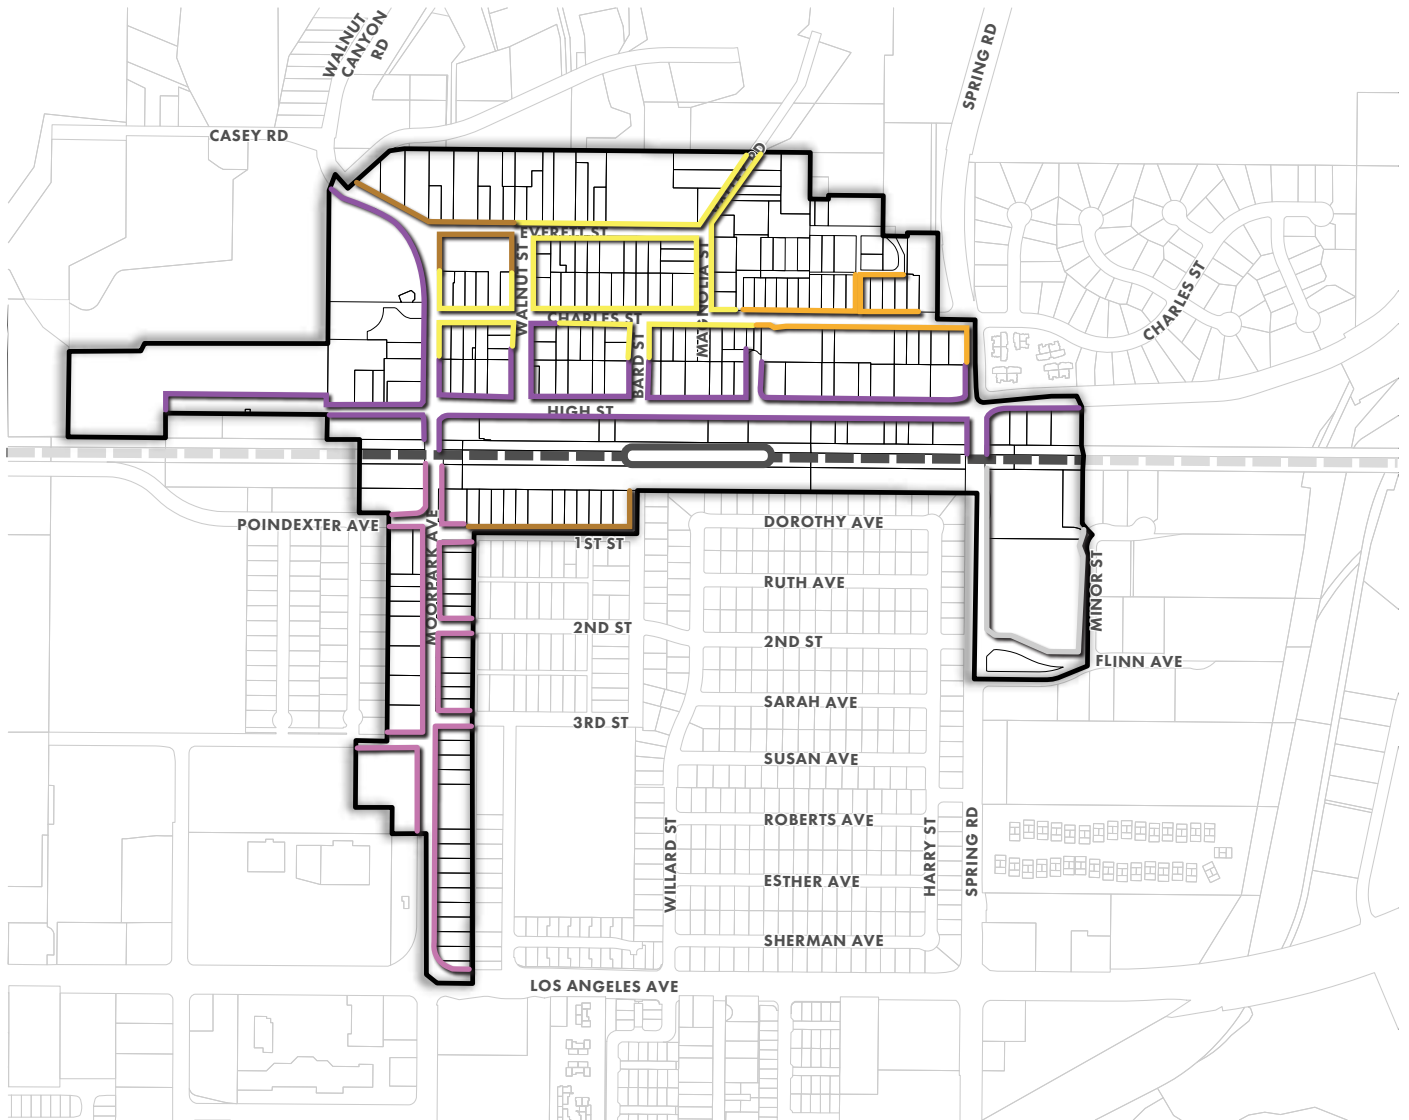 WALNUT
CANYON
RD
SPRING RD
CASEY RD
RD
EVERETT ST
WALNUT ST
MAGNOLIA ST
CHARLES ST
CHARLES ST
BARD ST
HIGH ST
POINDEXTER AVE
MOORPARK AVE
1ST ST
DOROTHY AVE
RUTH AVE
MINOR ST
2ND ST
2ND ST
FLINN AVE
SARAH AVE
3RD ST
SUSAN AVE
WILLARD ST
ROBERTS AVE
HARRY ST
SPRING RD
ESTHER AVE
SHERMAN AVE
LOS ANGELES AVE